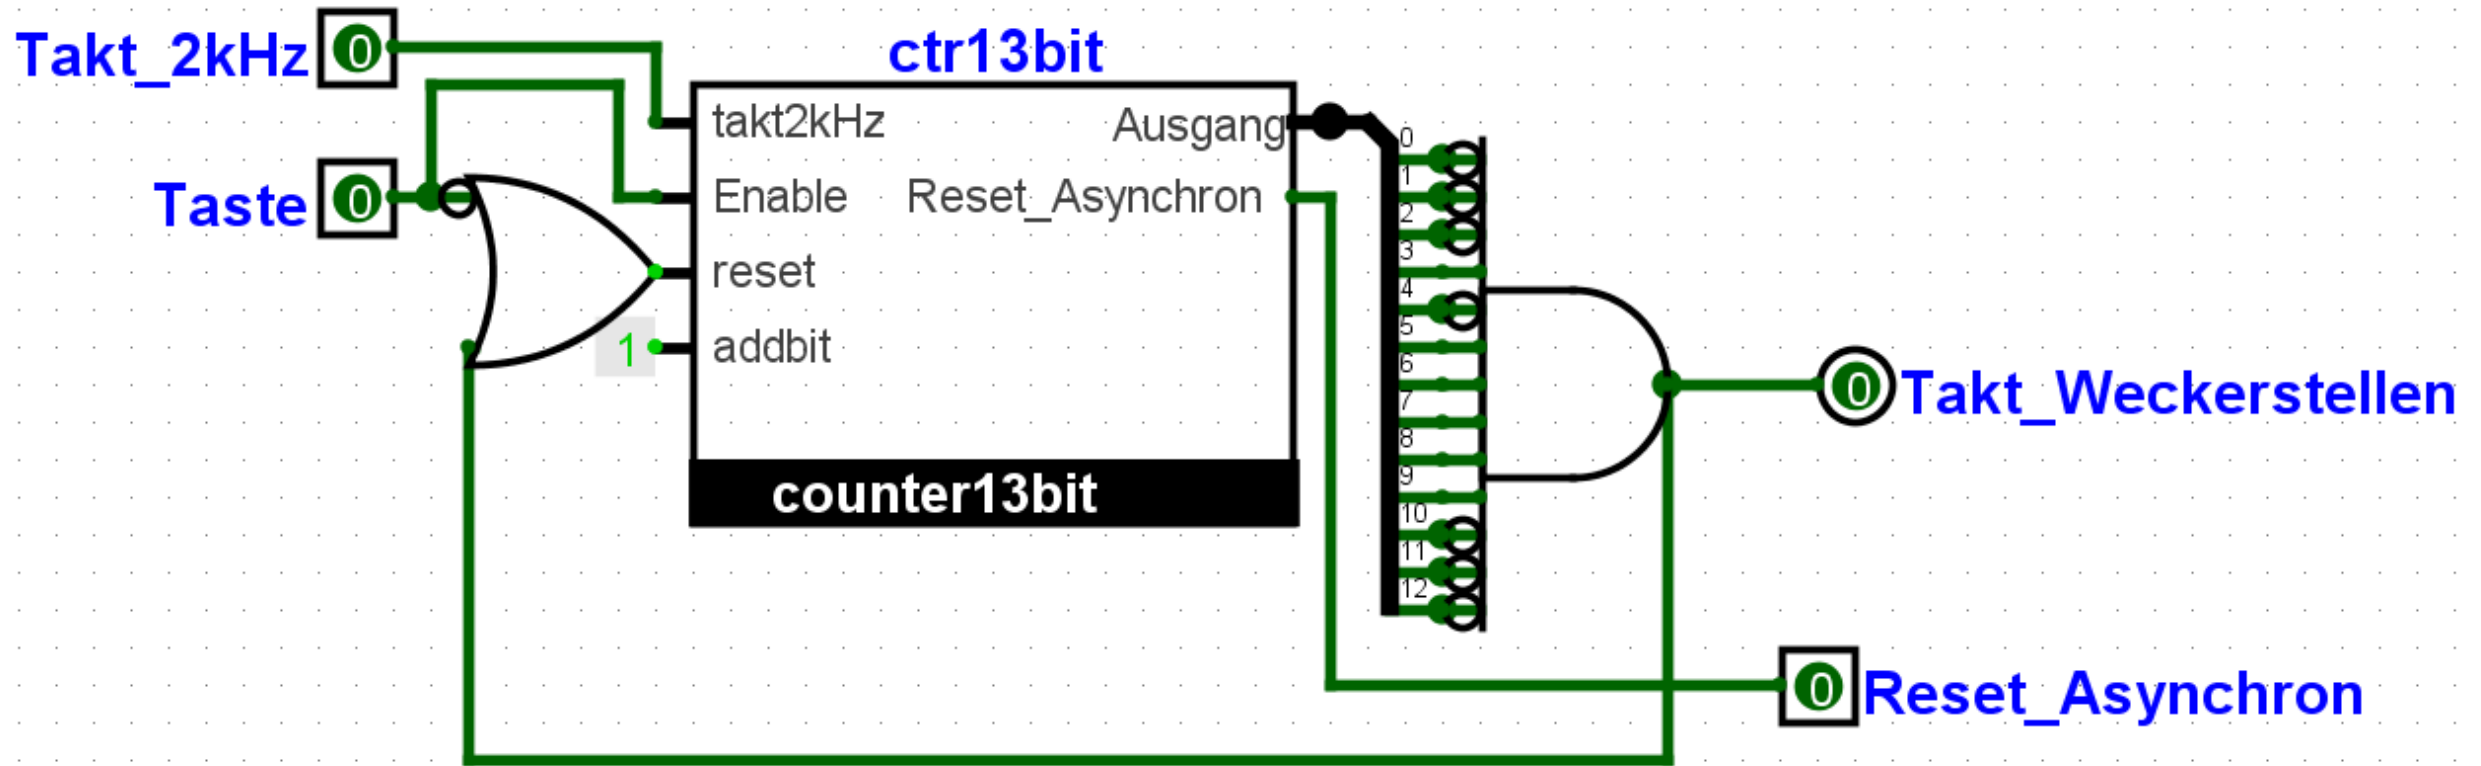 Takt_2kHz
0
ctr13bit
takt2kHz
Ausgang
Taste
0
Enable
Reset_Asynchron
reset
1
addbit
counter13bit
0
1
2
3
4
5
6
7
8
9
10
11
12
0
Takt_Weckerstellen
0
Reset_Asynchron